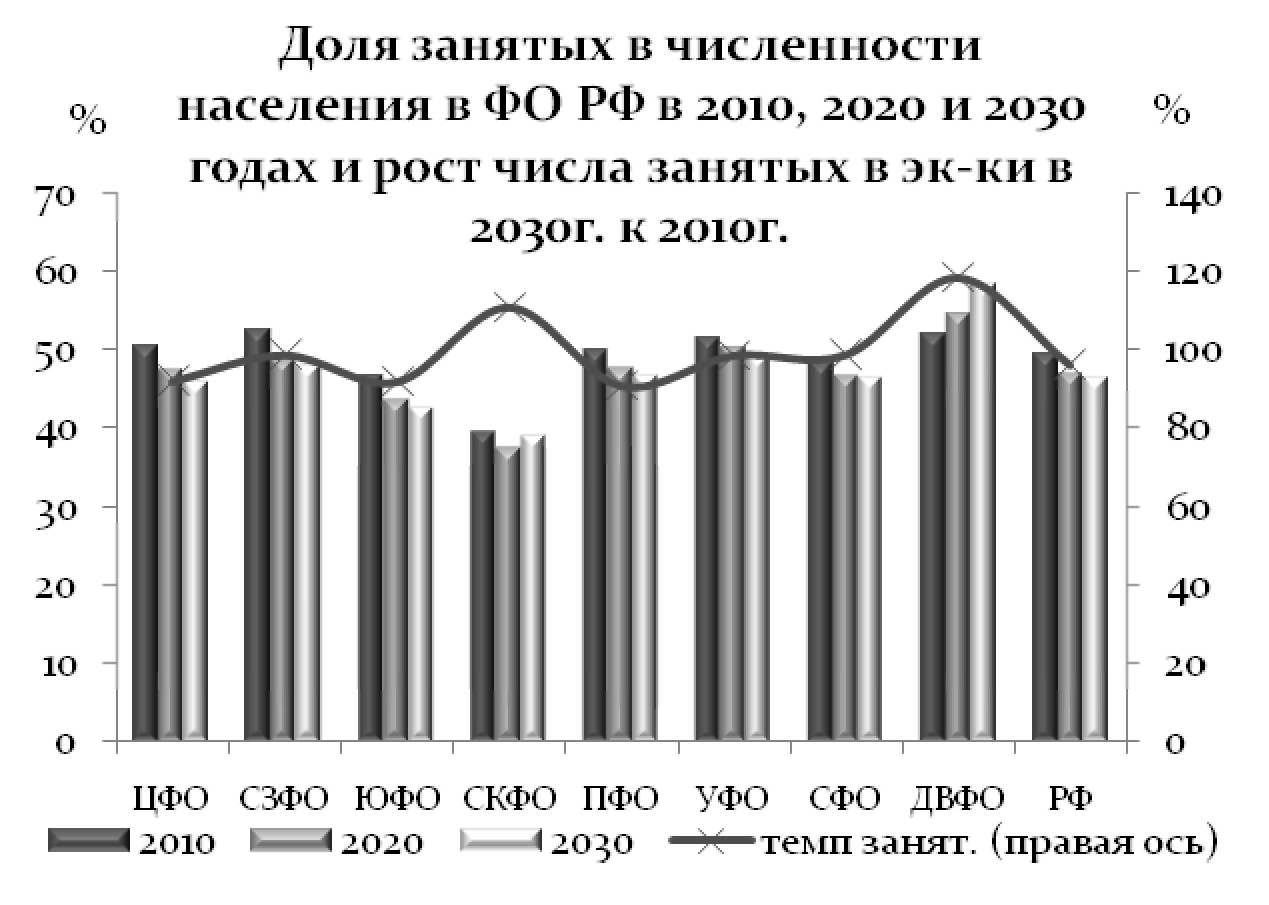 Доля занятых в численности
населения в ФО РФ в 2010, 2020 и 2030
годах и рост числа занятых в эк-ки в
2030г. к 2010г.
% %
70 140
60 120
50 100
40 80
30 60
20 40
10 20
0 0
ЦФО СЗФО ЮФО СКФО ПФО УФО СФО ДВФО РФ
2010 2020 2030 темп занят. (правая ось)